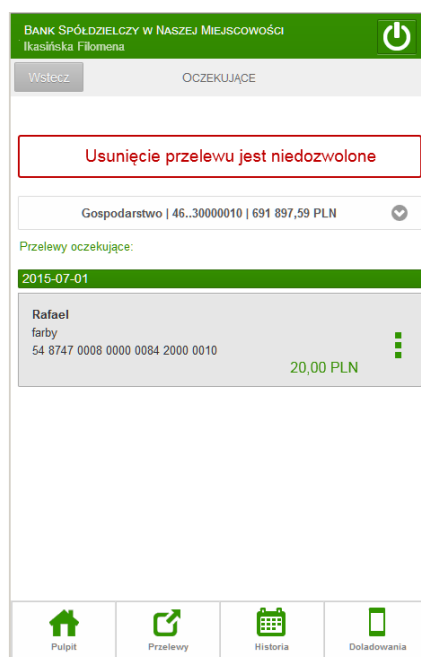 Bank Spółdzielczy w Naszej Miejscowości
Ikasińska Filomena
Wstecz
Oczekujące
Usunięcie przelewu jest niedozwolone
Gospodarstwo | 46..30000010 | 691 897,59 PLN
Przelewy oczekujące:
2015-07-01
Rafael
farby
54 8747 0008 0000 0084 2000 0010
20,00 PLN
Pulpit
Przelewy
Historia
Doladowania